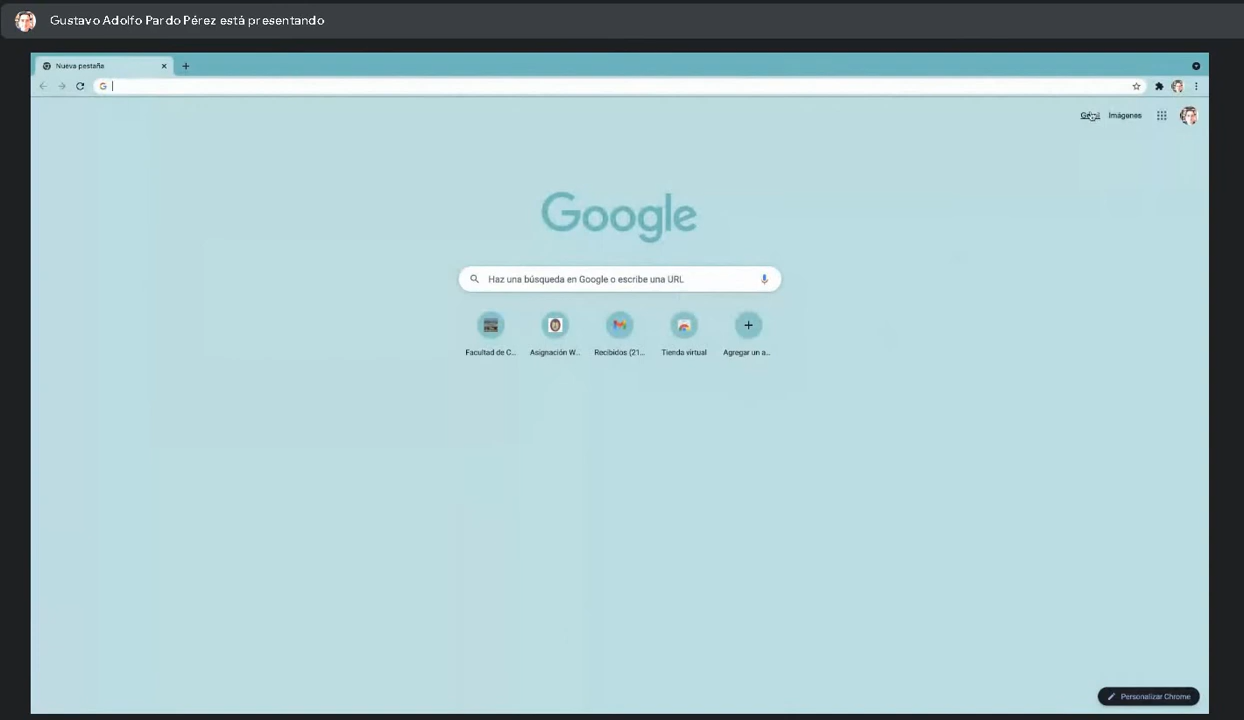 Gustavo Adolfo Pardo Pérez está presentando
Nueva pestaña
Imágenes
Google
Haz una búsqueda en Google o escribe una URL
Facultad de C...
Asignación W...
Recibidos (21...
Tienda virtual
Agregar un a...
Personalizar Chrome